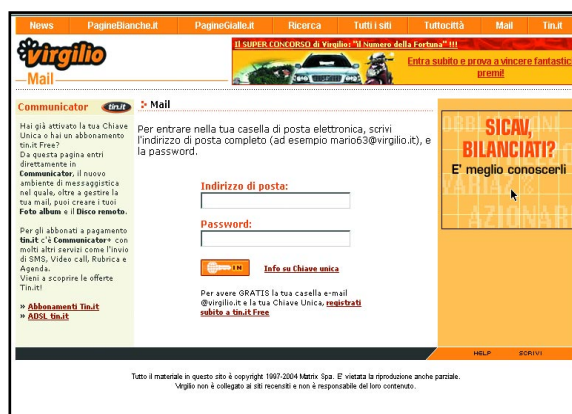 News PagineBianche.it PagineGialle.it Ricerca Tutti i siti Tuttocittà Mail Tin.it
Virgilio
Mail
Il SUPER CONCORSO di Virgilio: "il Numero della Fortuna" !!!
Entra subito e prova a vincere fantastici
premi!
Communicator tin.it
Hai già attivato la tua Chiave
Unica o hai un abbonamento
tin.it Free?
Da questa pagina entri
direttamente in
Communicator, il nuovo
ambiente di messaggistica
nel quale, oltre a gestire la
tua mail, puoi creare i tuoi
Foto album e il Disco remoto.
Per gli abbonati a pagamento
tin.it c'è Communicator+ con
molti altri servizi come l'invio
di SMS, Video call, Rubrica e
Agenda.
Vieni a scoprire le offerte
Tin.it!
» Abbonamenti Tin.it
» ADSL tin.it
Mail
Per entrare nella tua casella di posta elettronica, scrivi
l'indirizzo di posta completo (ad esempio mario63@virgilio.it), e
la password.
Indirizzo di posta:
Password:
IN
Info su Chiave unica
Per avere GRATIS la tua casella e-mail
@virgilio.it e la tua Chiave Unica, registrati
subito a tin.it Free
OBBLIGAZIONI
SICAV,
BILANCIATI?
E' meglio conoscerli
AZIONAR
HELP SCRIVI
Tutto il materiale in questo sito è copyright 1997-2004 Matrix Spa. E' vietata la riproduzione anche parziale.
Virgilio non è collegato ai siti recensiti e non è responsabile del loro contenuto.